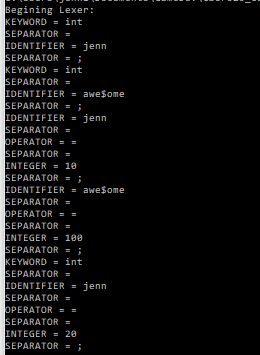 Begining Lexer:
KEYWORD = int
SEPARATOR =
IDENTIFIER = jenn
SEPARATOR = ;
KEYWORD = int
SEPARATOR =
IDENTIFIER = awe$ome
SEPARATOR = ;
IDENTIFIER = jenn
SEPARATOR =
OPERATOR = =
SEPARATOR =
INTEGER = 10
SEPARATOR = ;
IDENTIFIER = awe$ome
SEPARATOR =
OPERATOR = =
SEPARATOR =
INTEGER = 100
SEPARATOR = ;
KEYWORD = int
SEPARATOR =
IDENTIFIER = jenn
SEPARATOR =
OPERATOR = =
SEPARATOR =
INTEGER = 20
SEPARATOR = ;